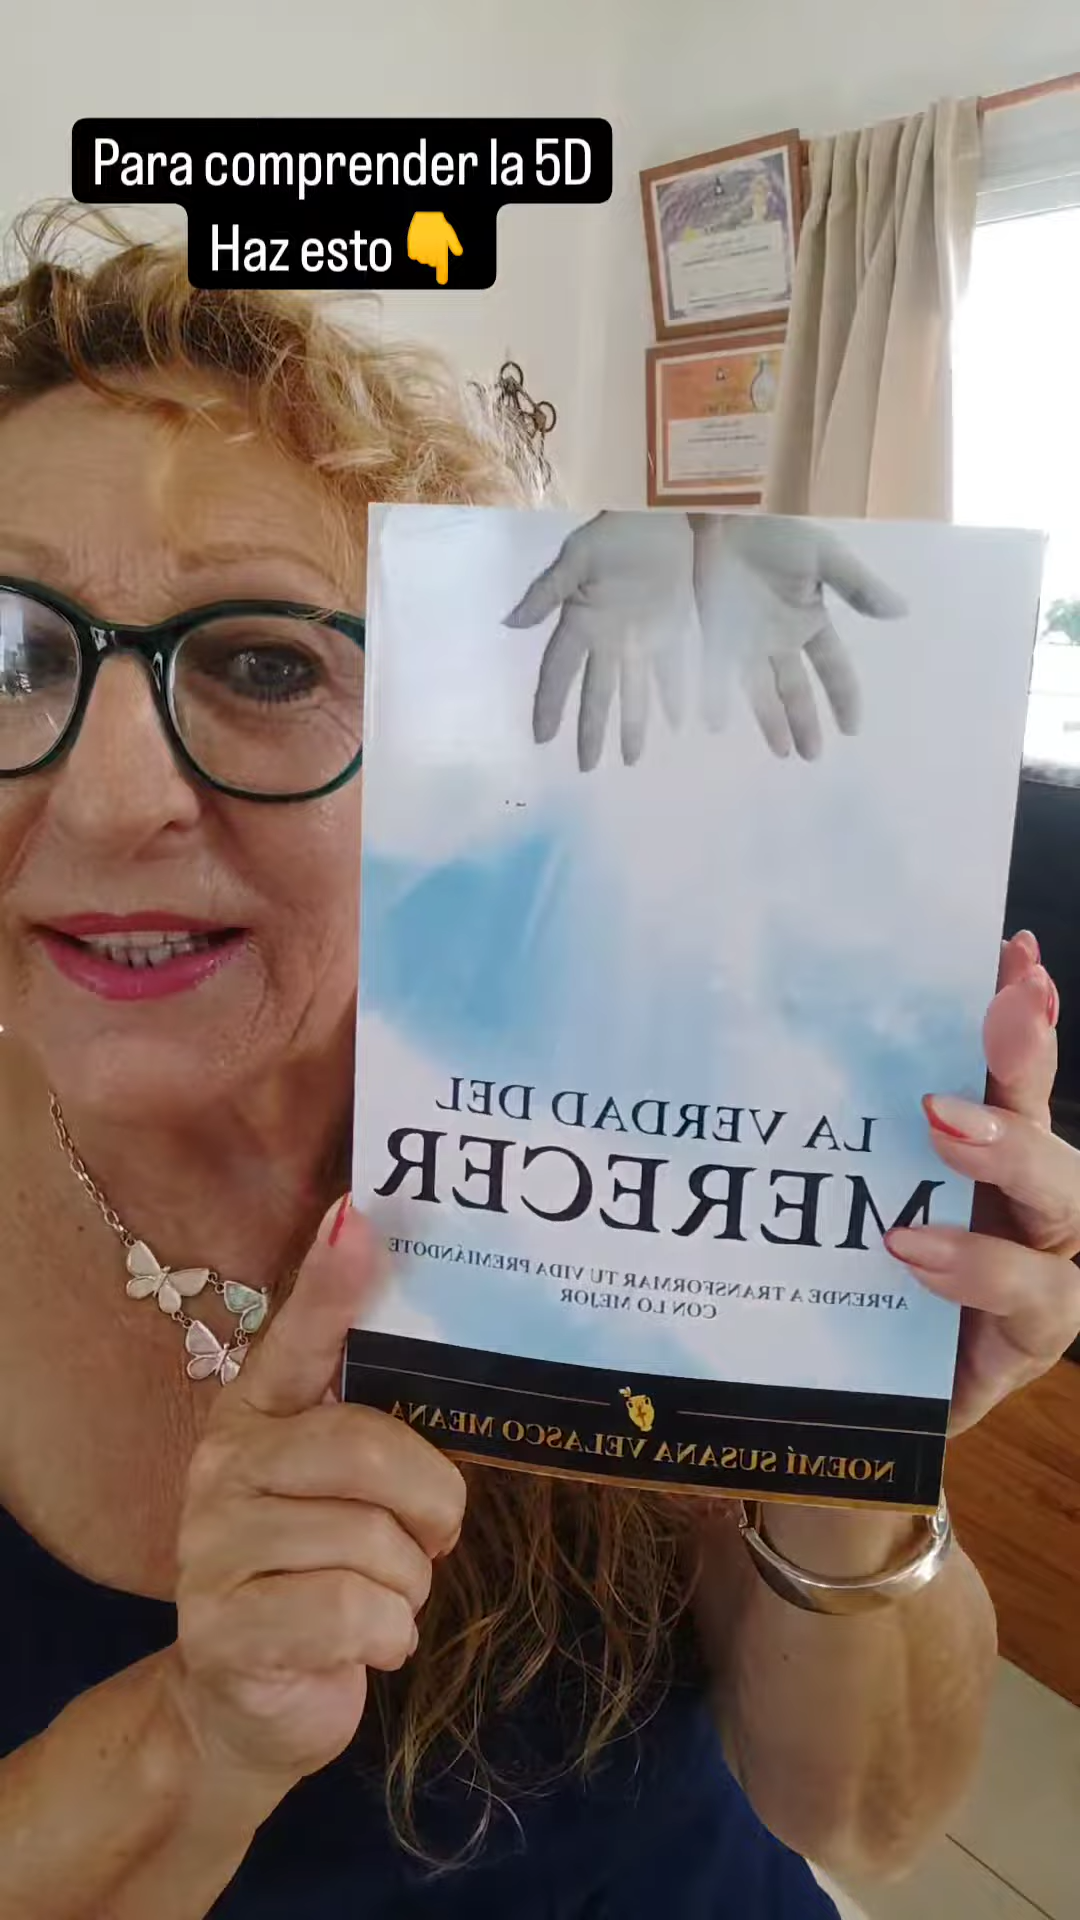 Para comprender la 5D
Haz esto 👇
LA VERDAD DEL
MERECER
APRENDE A TRANSFORMAR TU VIDA PREMIÁNDOTE
CON LO MEJOR
NOEMÍ SUSANA VELASCO MEANA